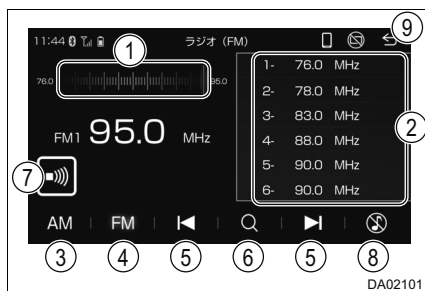 9
11:44 ラジオ (FM)
1
76.0 95.0
1- 76.0 MHz
2- 78.0 MHz
3- 83.0 MHz
4- 88.0 MHz
5- 90.0 MHz
6- 90.0 MHz
2
FM1 95.0 MHz
7
AM FM
3 4 5 6 5 8
DA02101